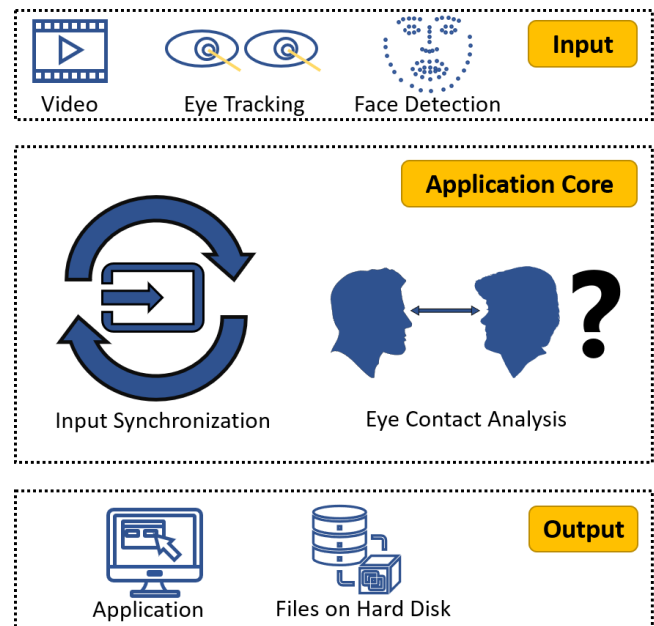 Input
Video
Eye Tracking
Face Detection
Application Core
?
Input Synchronization
Eye Contact Analysis
Output
Application
Files on Hard Disk